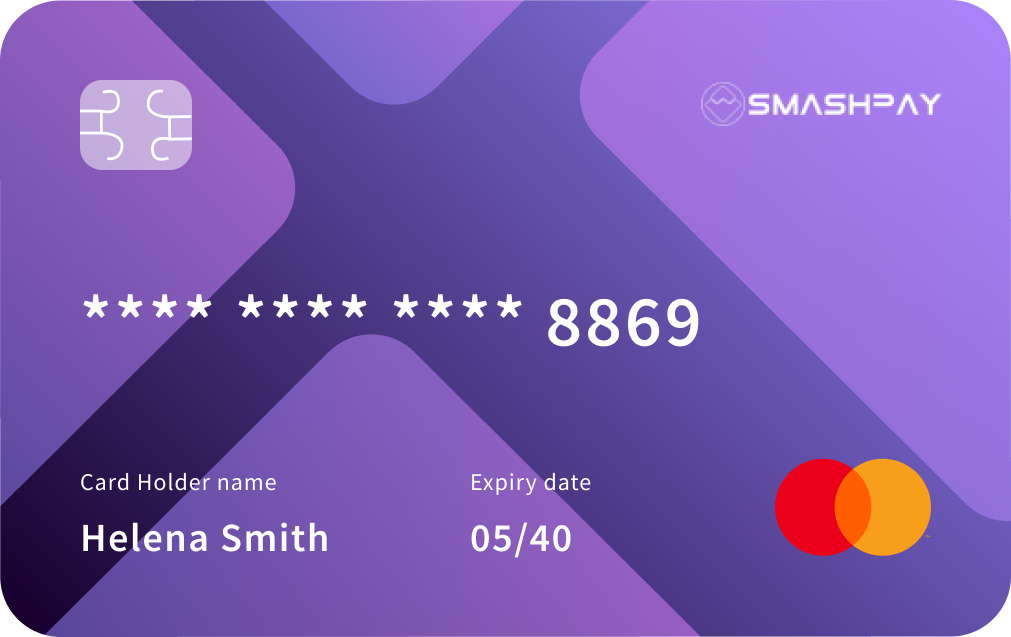 SMASHPAY
**** **** **** 8869
Card Holder name
Expiry date
Helena Smith
05/40